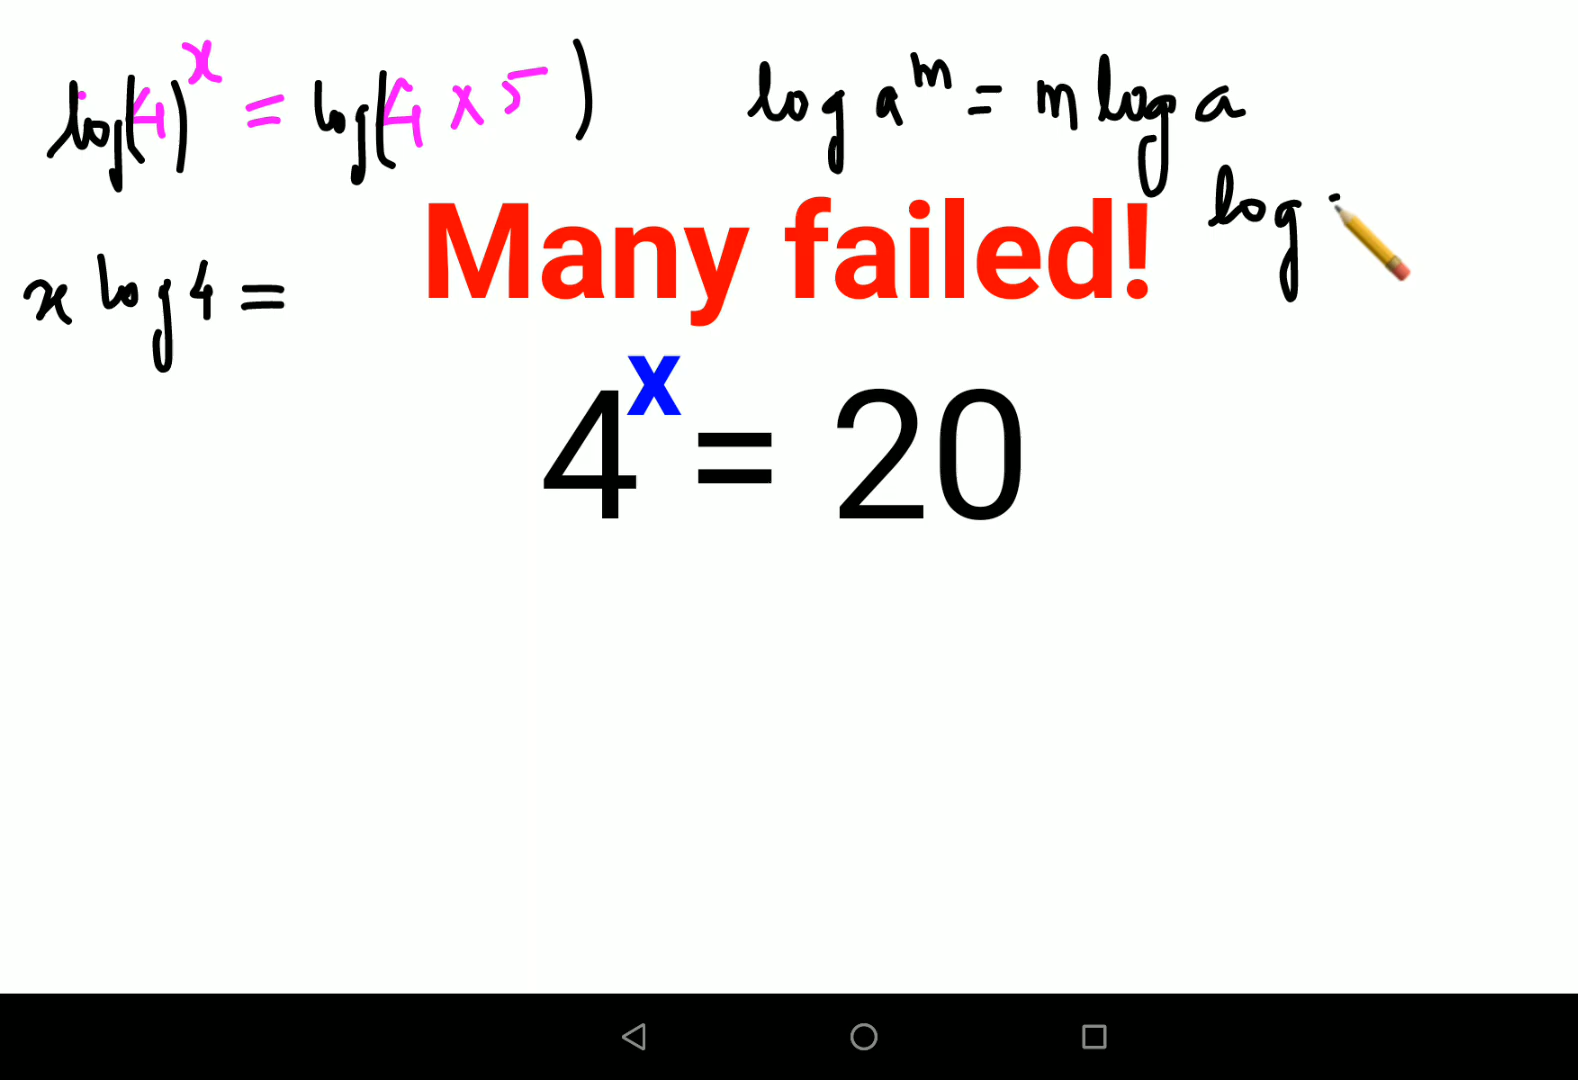 log(4)^x = log(4 x 5)
log a^m = m log a
log
Many failed!
x log 4 =
4^x = 20